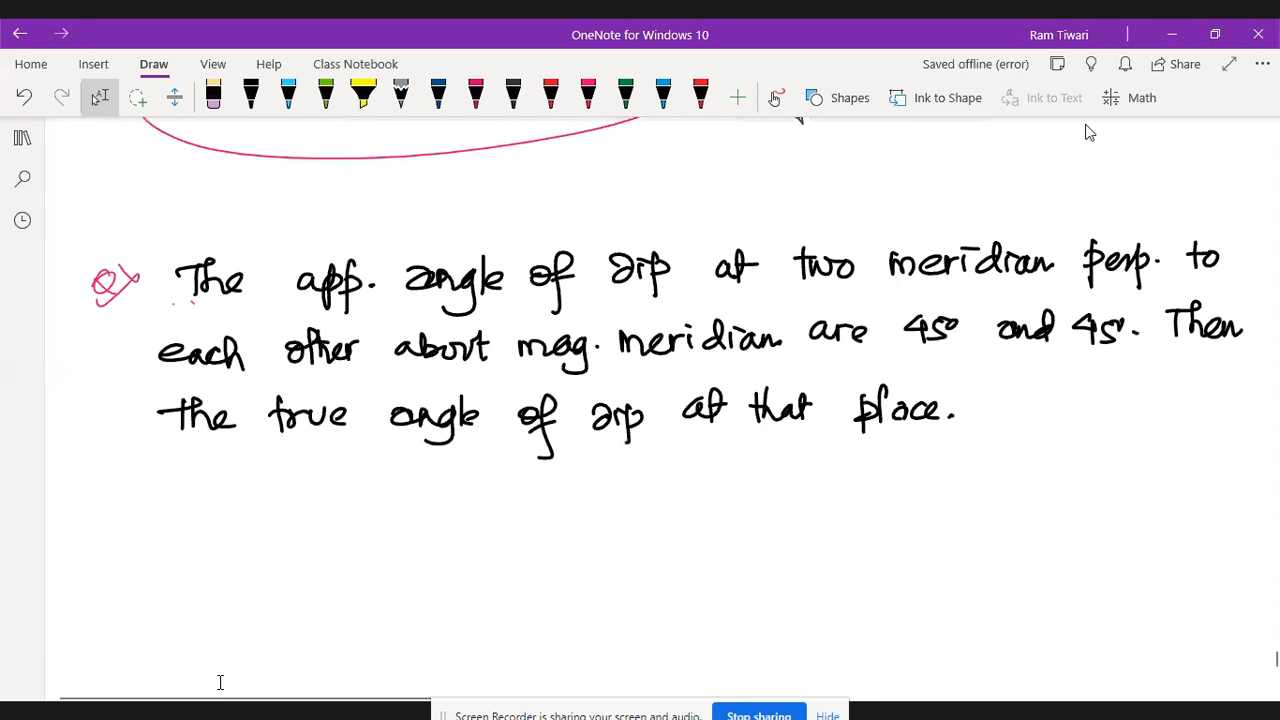 OneNote for Windows 10
Ram Tiwari
Home Insert Draw View Help Class Notebook
Saved offline (error)
Share
Shapes
Ink to Shape
Ink to Text
Math
Qx The app. angle of dip at two meridian perp. to
each other about mag. meridian are 45° and 45°. Then
the true angle of dip at that place.
Screen Recorder is sharing your screen and audio.
Stop sharing
Hide